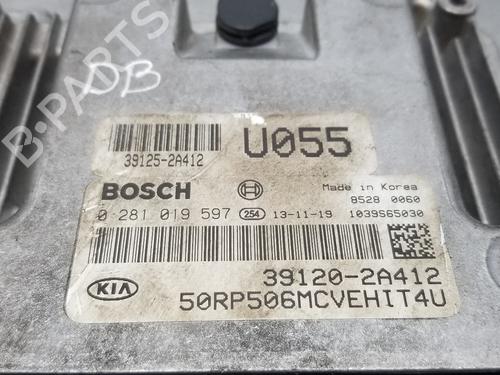 B-PARTS
DB
39125-2A412
U055
BOSCH
Made in Korea
8528 0060
0 281 019 597 254 13-11-19 1039S65030
39120-2A412
KIA
50RP506MCVEHIT4U